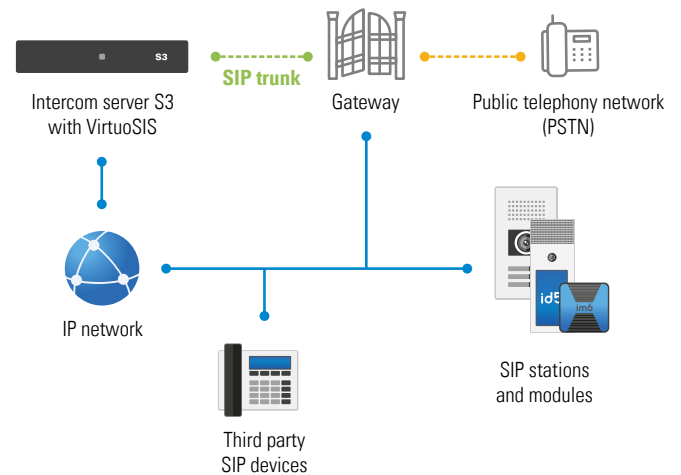 S3
SIP trunk
Intercom server S3
with VirtuoSIS
Gateway
Public telephony network
(PSTN)
IP network
id5
im6
SIP stations
and modules
Third party
SIP devices